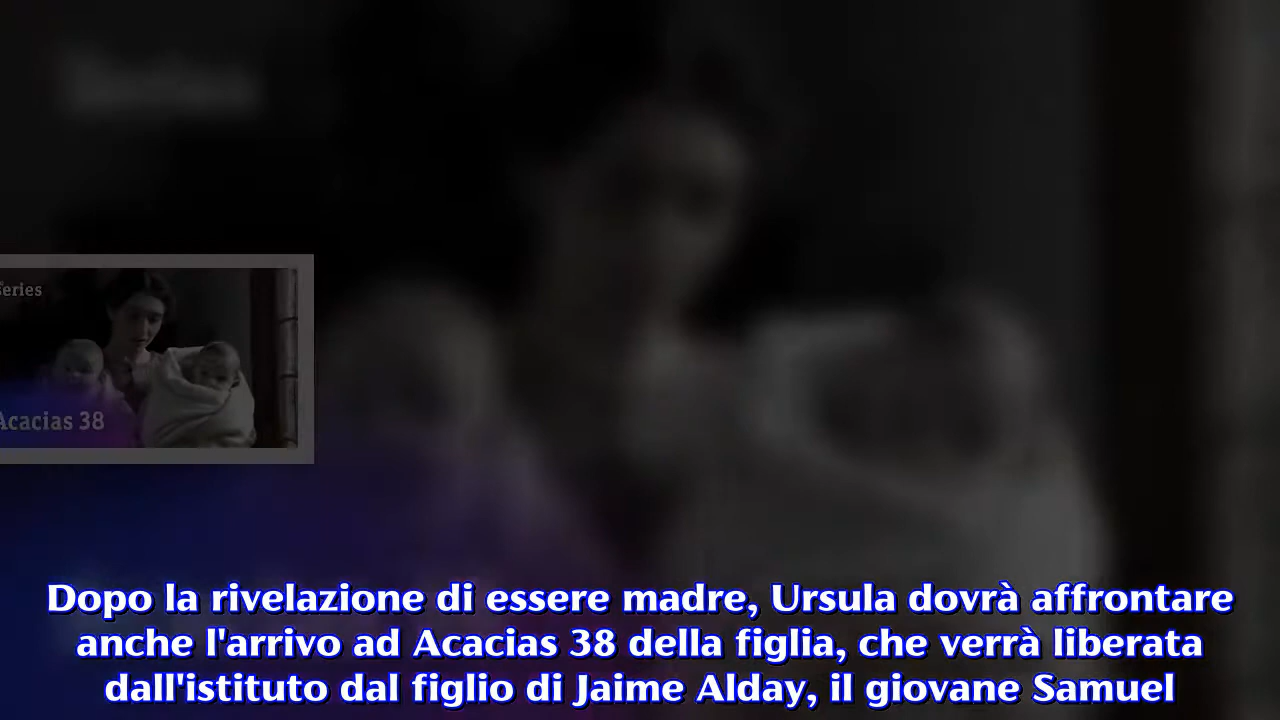 Series
Acacias 38
Dopo la rivelazione di essere madre, Ursula dovrà affrontare
anche l'arrivo ad Acacias 38 della figlia, che verrà liberata
dall'istituto dal figlio di Jaime Alday, il giovane Samuel